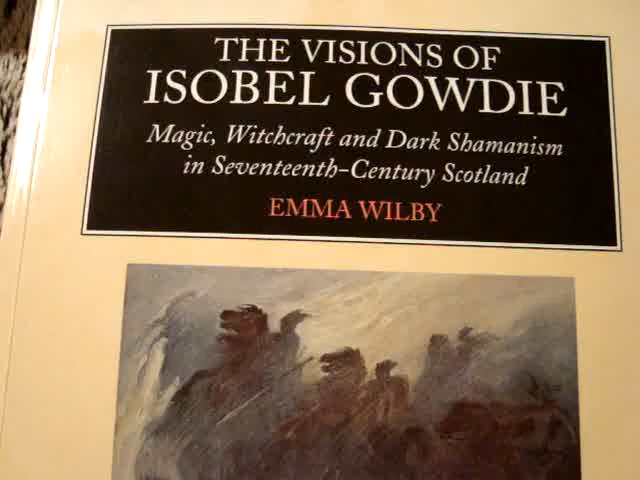 THE VISIONS OF
ISOBEL GOWDIE
Magic, Witchcraft and Dark Shamanism
in Seventeenth-Century Scotland
EMMA WILBY